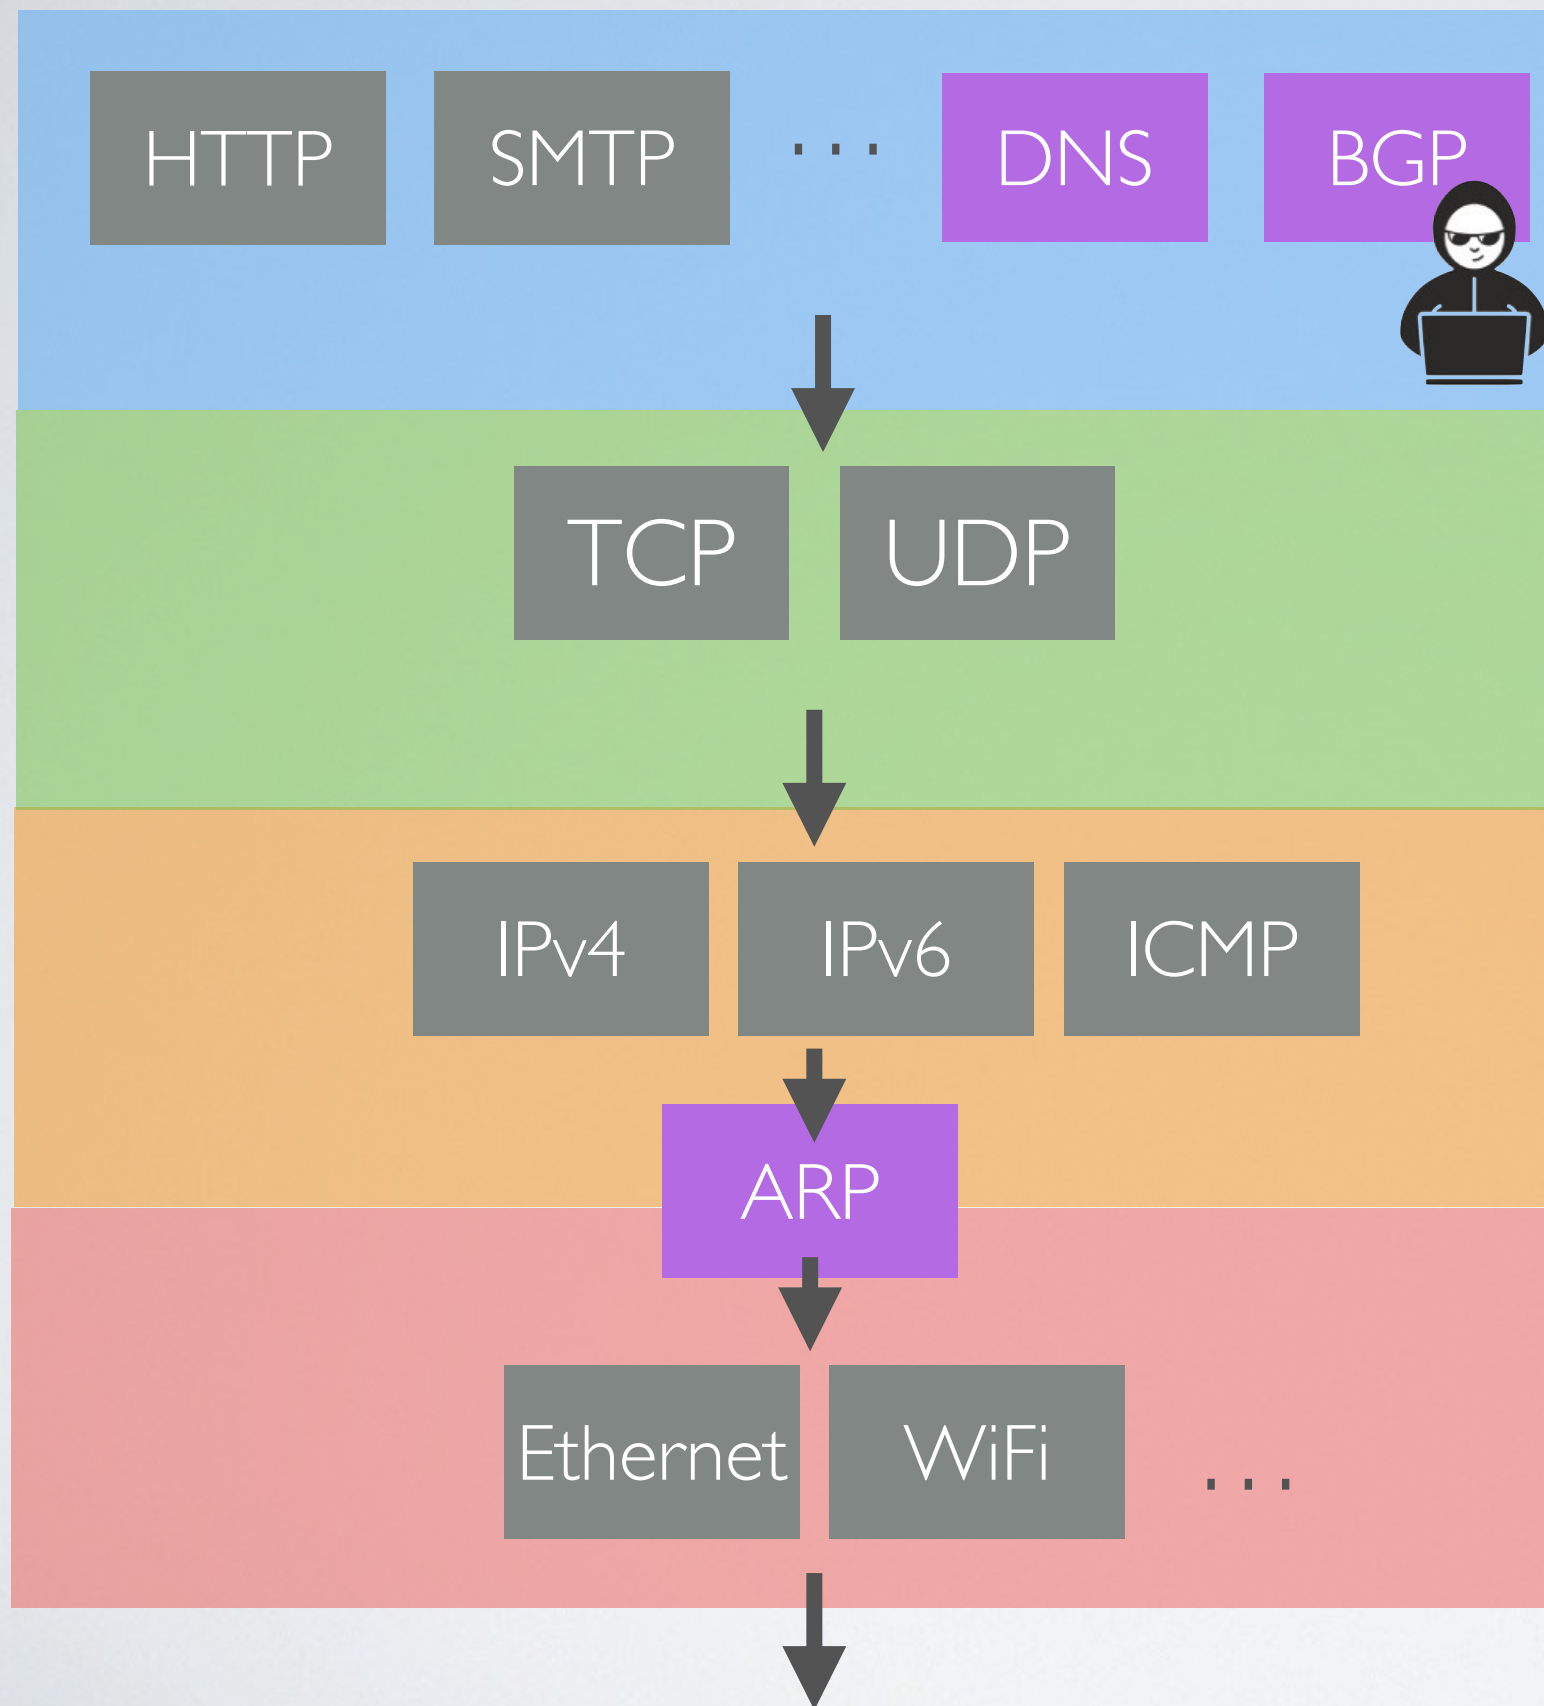 HTTP SMTP ... DNS BGP
TCP UDP
IPv4 IPv6 ICMP
ARP
Ethernet WiFi ...